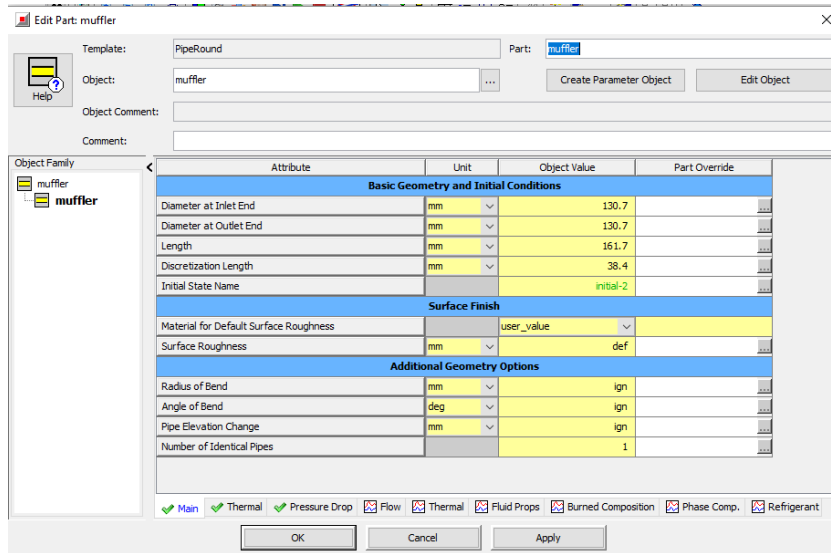 Edit Part: muffler
Template: PipeRound Part: muffler
Help
Object: muffler ... Create Parameter Object Edit Object
Object Comment:
Comment:
Object Family
muffler
muffler
Attribute Unit Object Value Part Override
Basic Geometry and Initial Conditions
Diameter at Inlet End mm 130.7 ...
Diameter at Outlet End mm 130.7 ...
Length mm 161.7 ...
Discretization Length mm 38.4 ...
Initial State Name initial-2 ...
Surface Finish
Material for Default Surface Roughness user_value
Surface Roughness mm def ...
Additional Geometry Options
Radius of Bend mm ign ...
Angle of Bend deg ign ...
Pipe Elevation Change mm ign ...
Number of Identical Pipes 1 ...
Main Thermal Pressure Drop Flow Thermal Fluid Props Burned Composition Phase Comp. Refrigerant
OK Cancel Apply